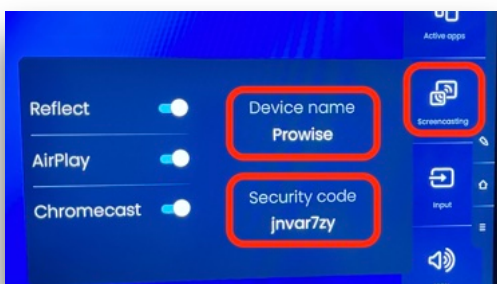 Active apps
Reflect
AirPlay
Chromecast
Device name
Prowise
Security code
jnvar7zy
Screencasting
Input